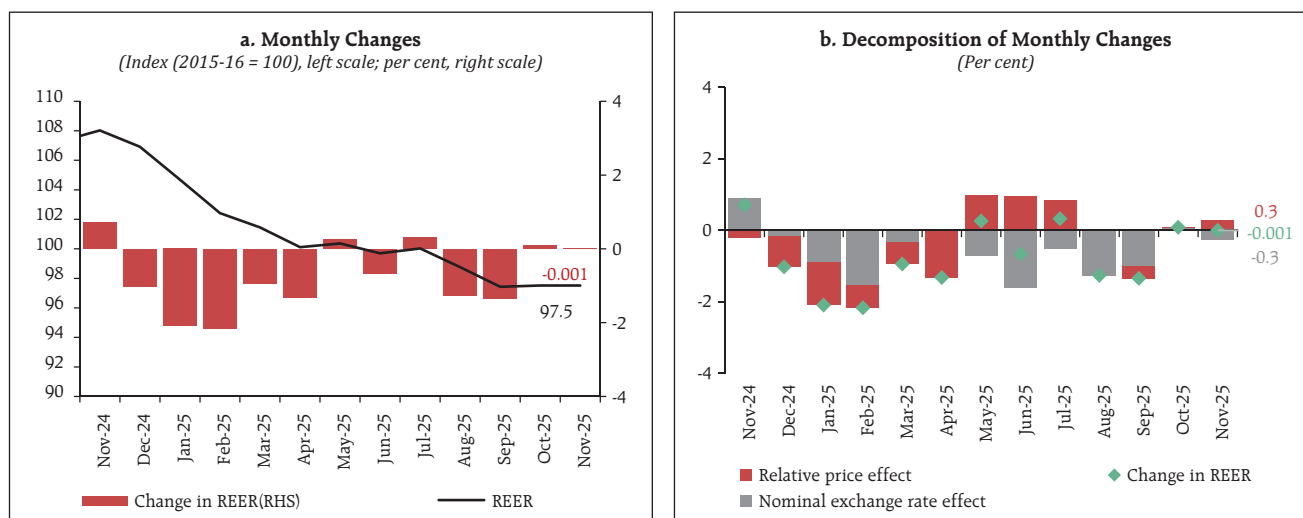 a. Monthly Changes
(Index (2015-16 = 100), left scale; per cent, right scale)
110
108
106
104
102
100
98
96
94
92
90
4
2
0
-2
-4
-0.001
97.5
Nov-24
Dec-24
Jan-25
Feb-25
Mar-25
Apr-25
May-25
Jun-25
Jul-25
Aug-25
Sep-25
Oct-25
Nov-25
Change in REER(RHS)
REER
b. Decomposition of Monthly Changes
(Per cent)
4
2
0
-2
-4
0.3
-0.001
-0.3
Nov-24
Dec-24
Jan-25
Feb-25
Mar-25
Apr-25
May-25
Jun-25
Jul-25
Aug-25
Sep-25
Oct-25
Nov-25
Relative price effect
Change in REER
Nominal exchange rate effect